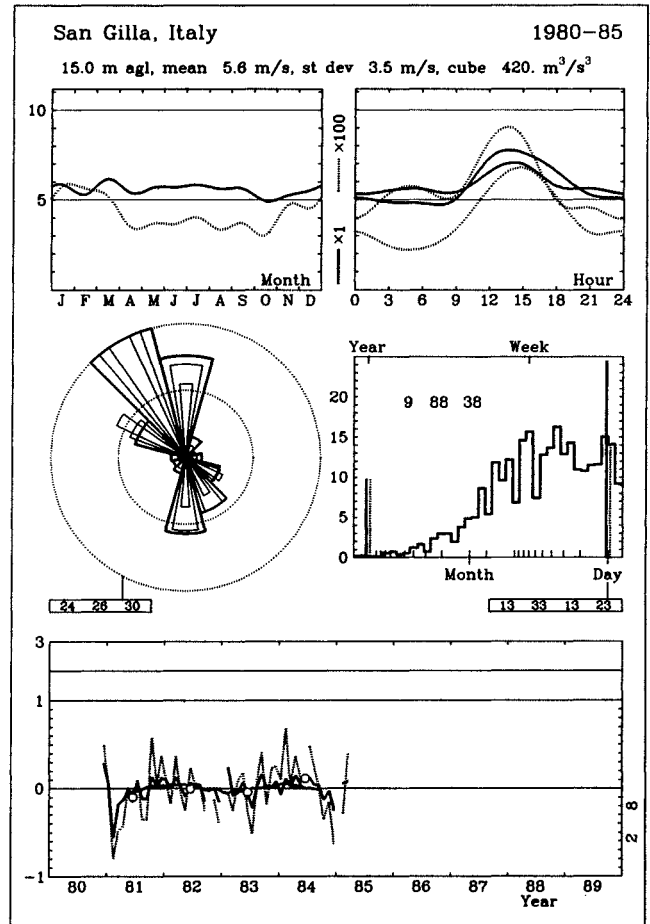 San Gilla, Italy 1980-85
15.0 m agl, mean 5.6 m/s, st dev 3.5 m/s, cube 420. m³/s³
10
5
×1 ×100
Month
J F M A M J J A S O N D
Hour
0 3 6 9 12 15 18 21 24
24 26 30
Year Week
20
15
10
5
0
9 88 38
Month Day
13 33 13 23
3
1
0
-1
8
2
80 81 82 83 84 85 86 87 88 89
Year